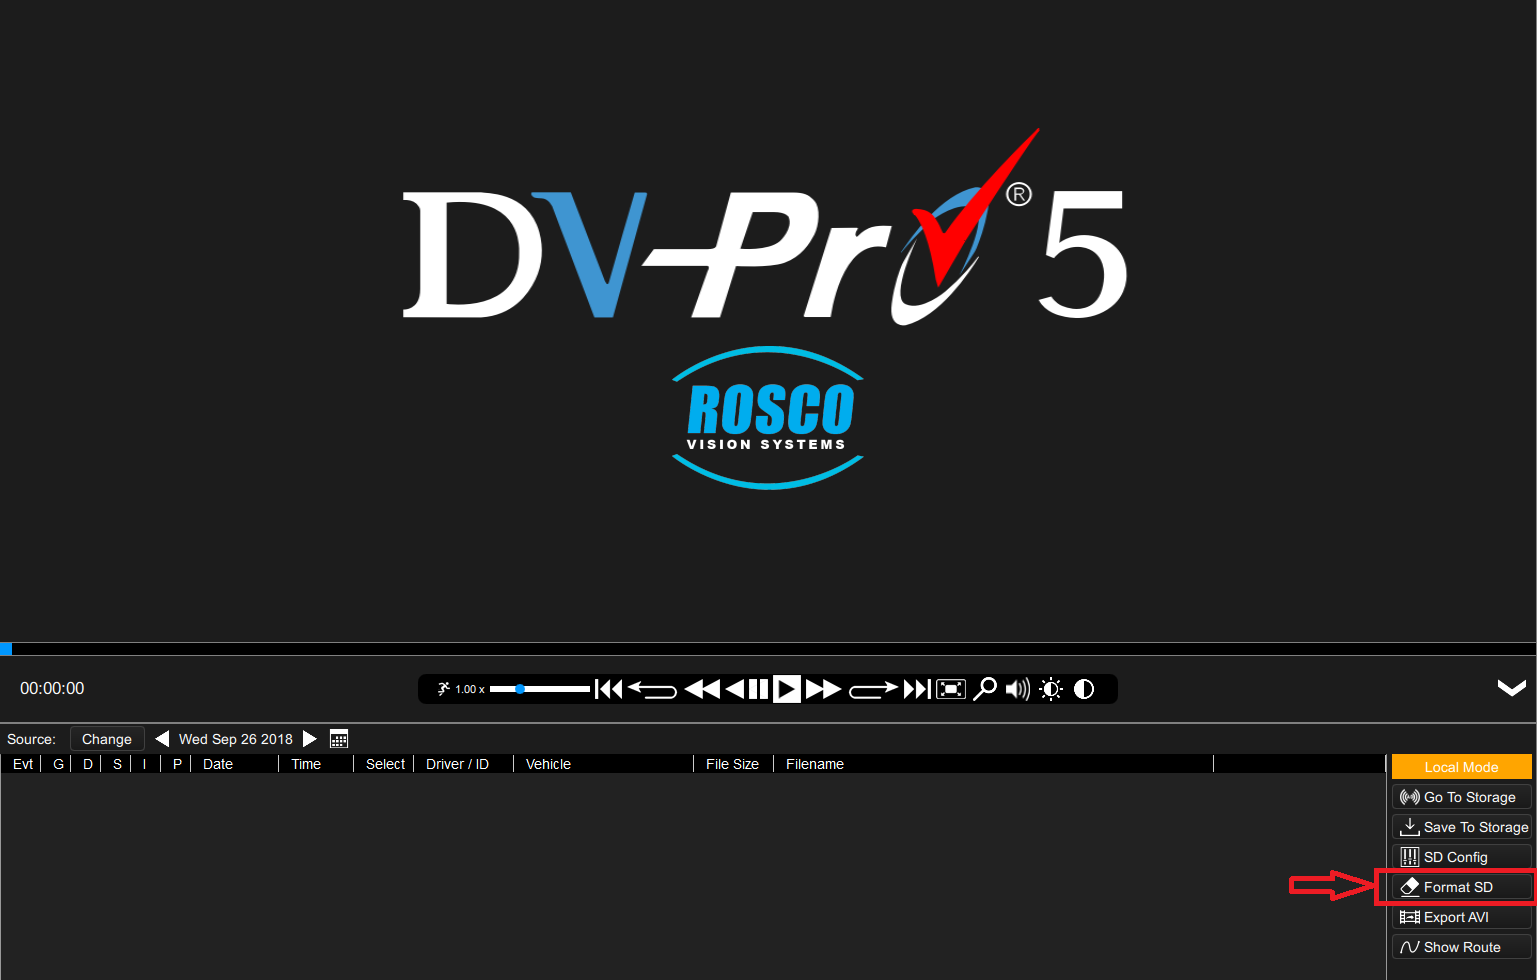 DV-Pro®5
ROSCO
VISION SYSTEMS
00:00:00
1.00 x
Source: Change Wed Sep 26 2018
Evt G D S I P Date Time Select Driver / ID Vehicle File Size Filename
Local Mode
Go To Storage
Save To Storage
SD Config
Format SD
Export AVI
Show Route